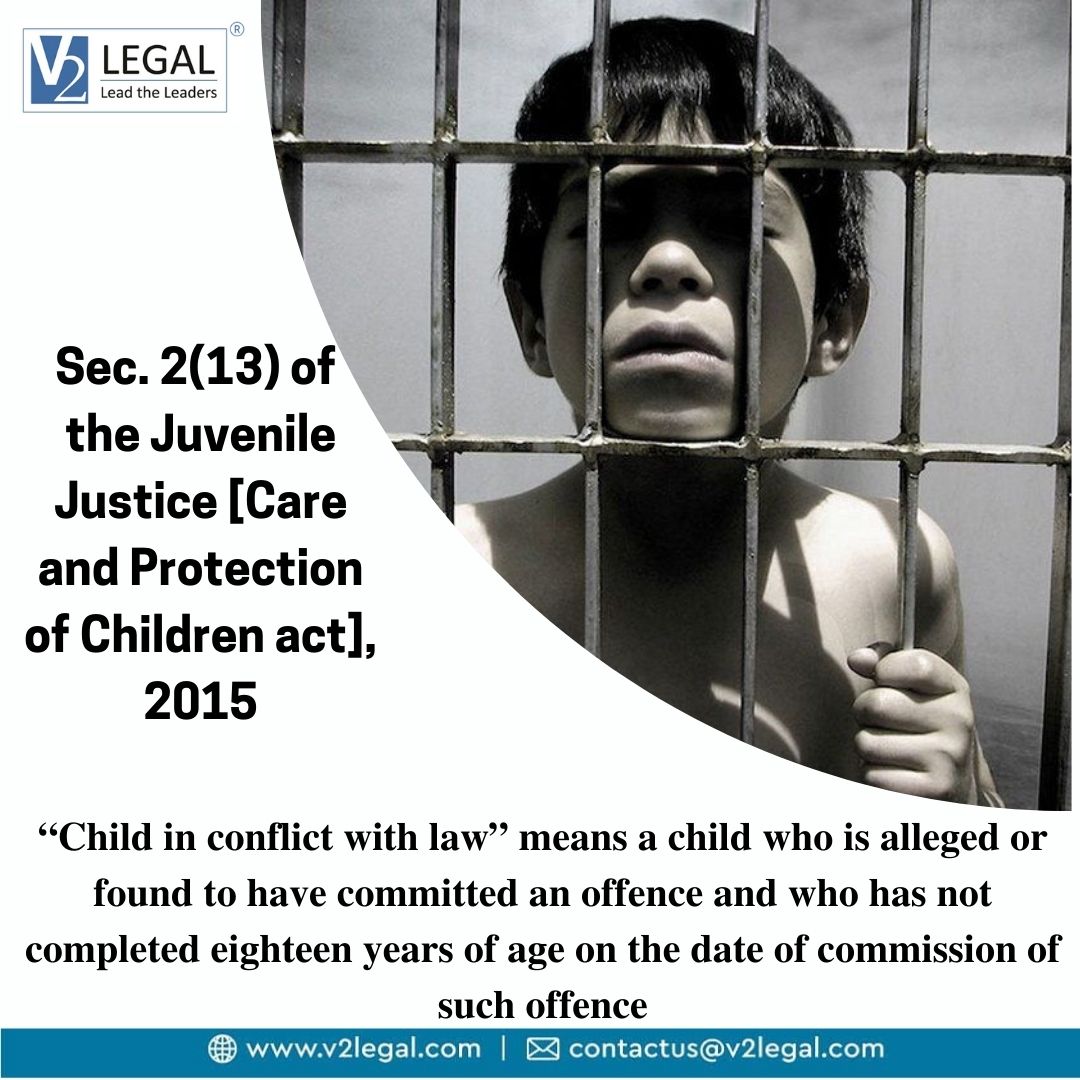 V2 LEGAL ®
Lead the Leaders
Sec. 2(13) of
the Juvenile
Justice [Care
and Protection
of Children act],
2015
“Child in conflict with law” means a child who is alleged or
found to have committed an offence and who has not
completed eighteen years of age on the date of commission of
such offence
www.v2legal.com | contactus@v2legal.com